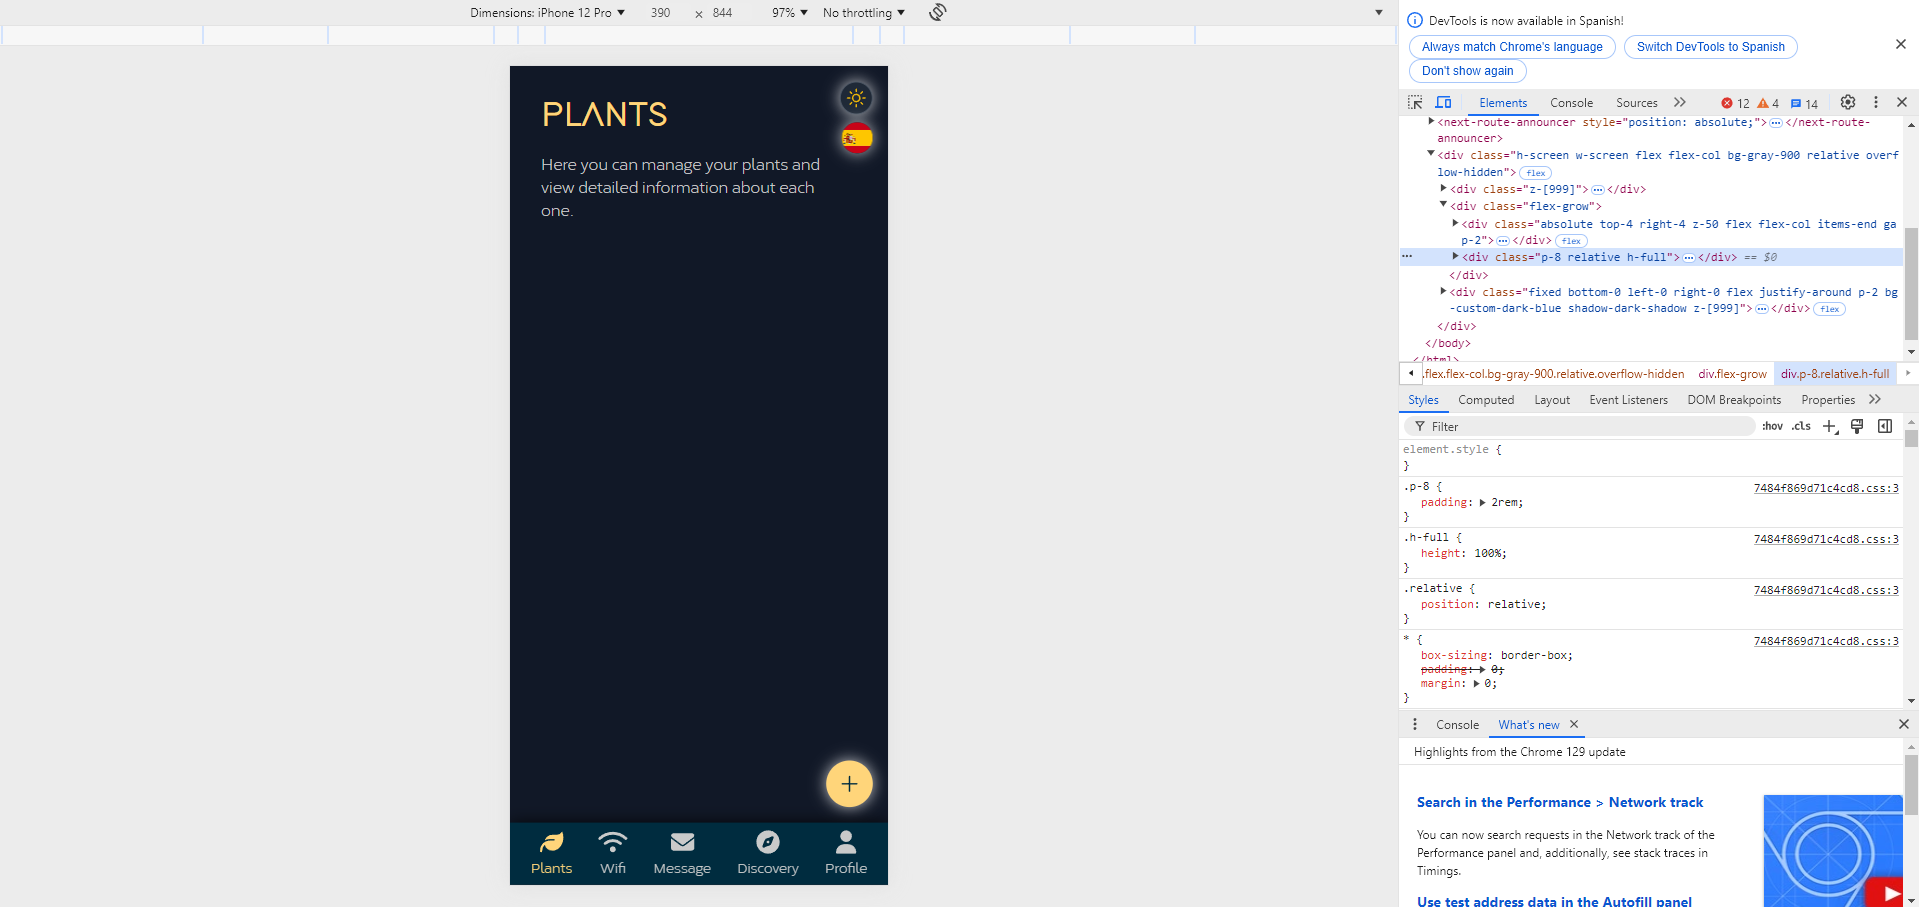 Dimensions: iPhone 12 Pro ▼ 390 × 844 97% ▼ No throttling ▼
PLANTS
Here you can manage your plants and
view detailed information about each
one.
+
Plants Wifi Message Discovery Profile
DevTools is now available in Spanish!
Always match Chrome's language Switch DevTools to Spanish
Don't show again
Elements Console Sources 12 4 14
<next-route-announcer style="position: absolute;">…</next-route-
announcer>
<div class="h-screen w-screen flex flex-col bg-gray-900 relative overf
low-hidden"> flex
<div class="z-[999]">…</div>
<div class="flex-grow">
<div class="absolute top-4 right-4 z-50 flex flex-col items-end ga
p-2">…</div> flex
<div class="p-8 relative h-full">…</div> == $0
</div>
<div class="fixed bottom-0 left-0 right-0 flex justify-around p-2 bg
-custom-dark-blue shadow-dark-shadow z-[999]">…</div> flex
</div>
</body>
</html>
.flex.flex-col.bg-gray-900.relative.overflow-hidden div.flex-grow div.p-8.relative.h-full
Styles Computed Layout Event Listeners DOM Breakpoints Properties
Filter :hov .cls
element.style {
}
.p-8 { 7484f869d71c4cd8.css:3
padding: 2rem;
}
.h-full { 7484f869d71c4cd8.css:3
height: 100%;
}
.relative { 7484f869d71c4cd8.css:3
position: relative;
}
* { 7484f869d71c4cd8.css:3
box-sizing: border-box;
padding: 0;
margin: 0;
}
Console What's new
Highlights from the Chrome 129 update
Search in the Performance > Network track
You can now search requests in the Network track of the
Performance panel and, additionally, see stack traces in
Timings.
Use test address data in the Autofill panel